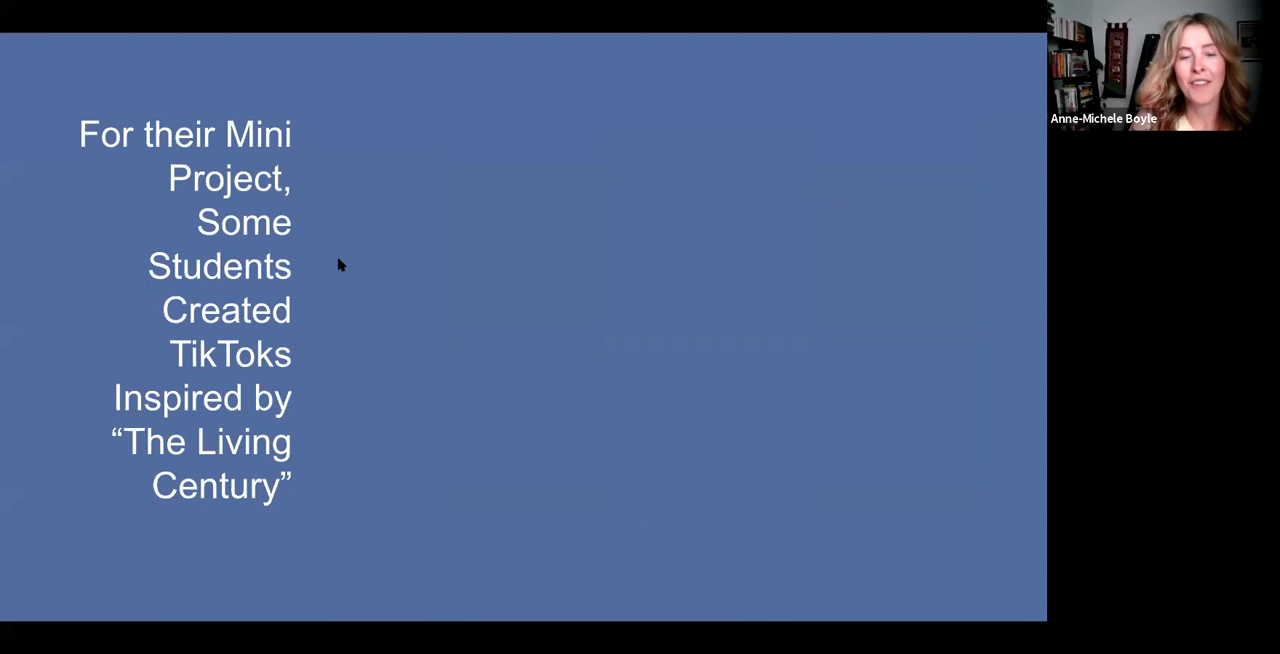 For their Mini
Project,
Some
Students
Created
TikToks
Inspired by
“The Living
Century”
Anne-Michele Boyle